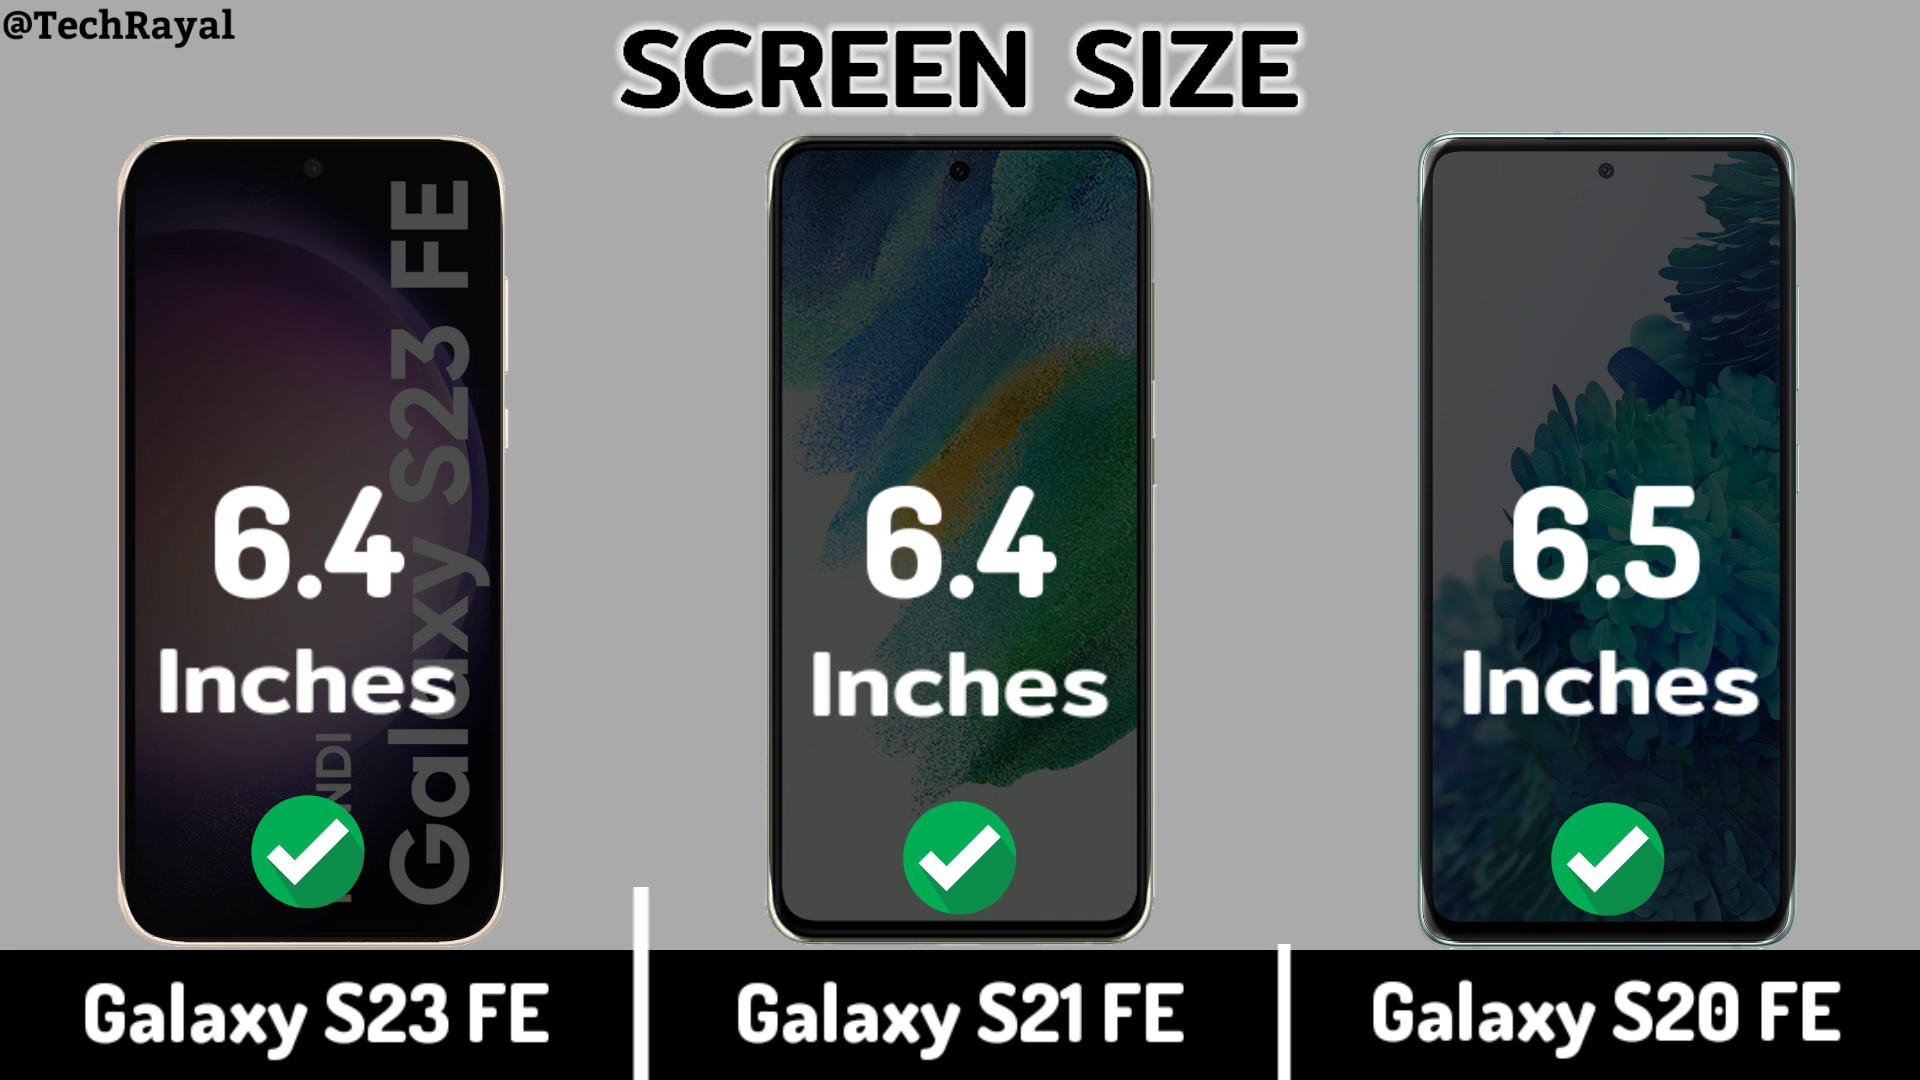 @TechRayal
SCREEN SIZE
Galaxy S23 FE
6.4
Inches
6.4
Inches
6.5
Inches
Galaxy S23 FE
Galaxy S21 FE
Galaxy S20 FE